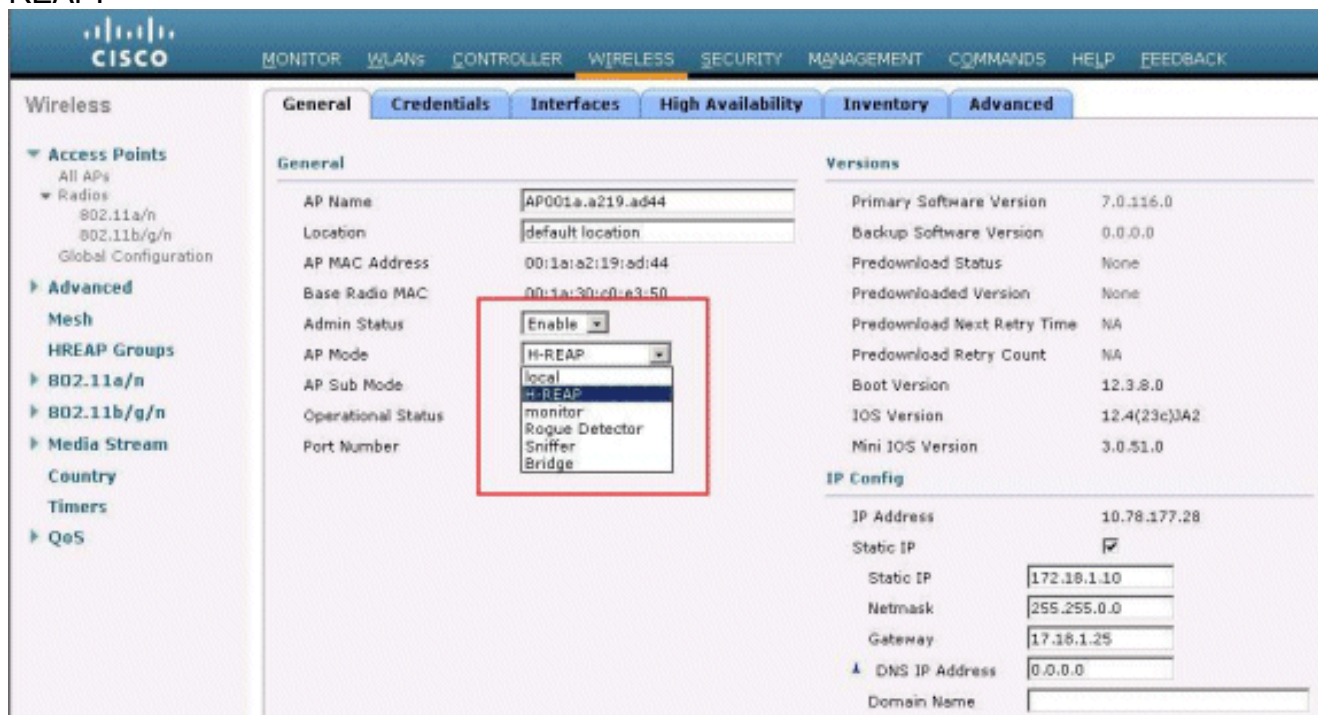 CISCO
MONITOR WLANs CONTROLLER WIRELESS SECURITY MANAGEMENT COMMANDS HELP FEEDBACK
Wireless
Access Points
All APs
Radios
802.11a/n
802.11b/g/n
Global Configuration
Advanced
Mesh
HREAP Groups
802.11a/n
802.11b/g/n
Media Stream
Country
Timers
QoS
General Credentials Interfaces High Availability Inventory Advanced
General
AP Name AP001a.a219.ad44
Location default location
AP MAC Address 00:1a:a2:19:ad:44
Base Radio MAC 00:1a:30:c0:e3:50
Admin Status Enable
AP Mode H-REAP
local
H-REAP
monitor
Rogue Detector
Sniffer
Bridge
AP Sub Mode
Operational Status
Port Number
Versions
Primary Software Version 7.0.116.0
Backup Software Version 0.0.0.0
Predownload Status None
Predownloaded Version None
Predownload Next Retry Time NA
Predownload Retry Count NA
Boot Version 12.3.8.0
IOS Version 12.4(23c)JA2
Mini IOS Version 3.0.51.0
IP Config
IP Address 10.78.177.28
Static IP
Static IP 172.18.1.10
Netmask 255.255.0.0
Gateway 17.18.1.25
DNS IP Address 0.0.0.0
Domain Name